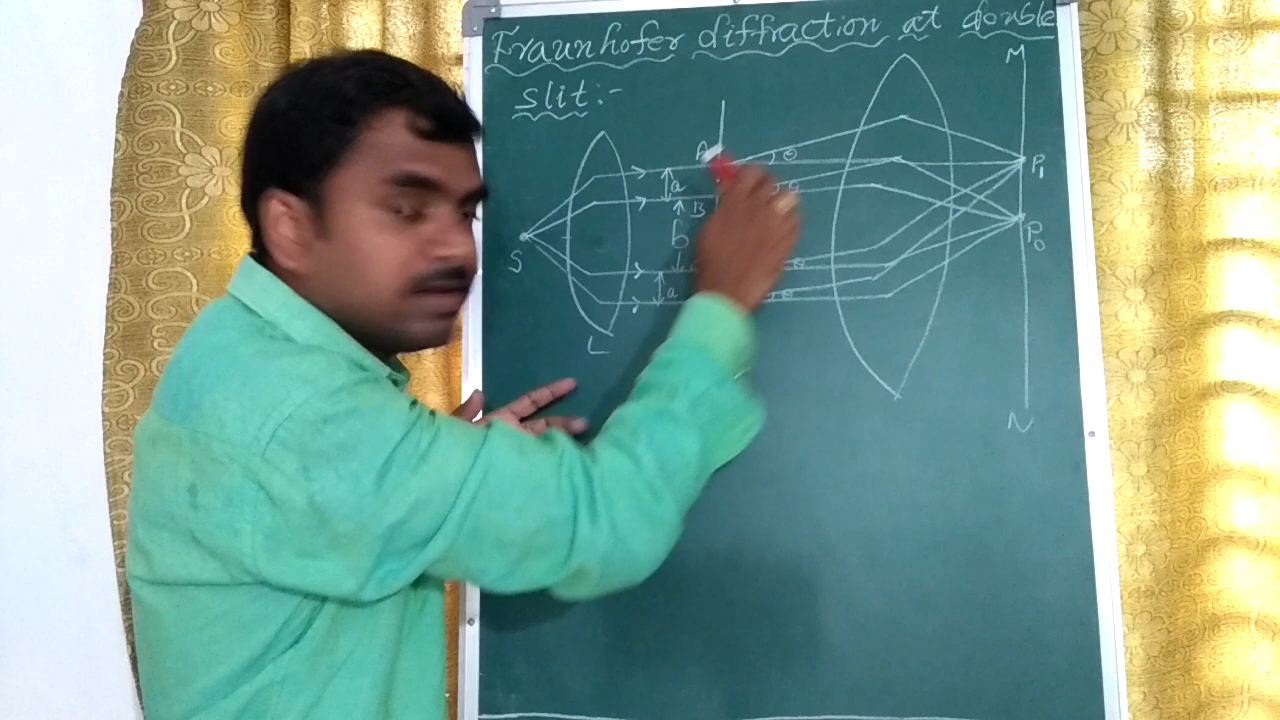 Fraunhofer diffraction at double
slit:-
M
A
θ
P₁
a
θ
B
b
P₀
S
θ
a
θ
L
N